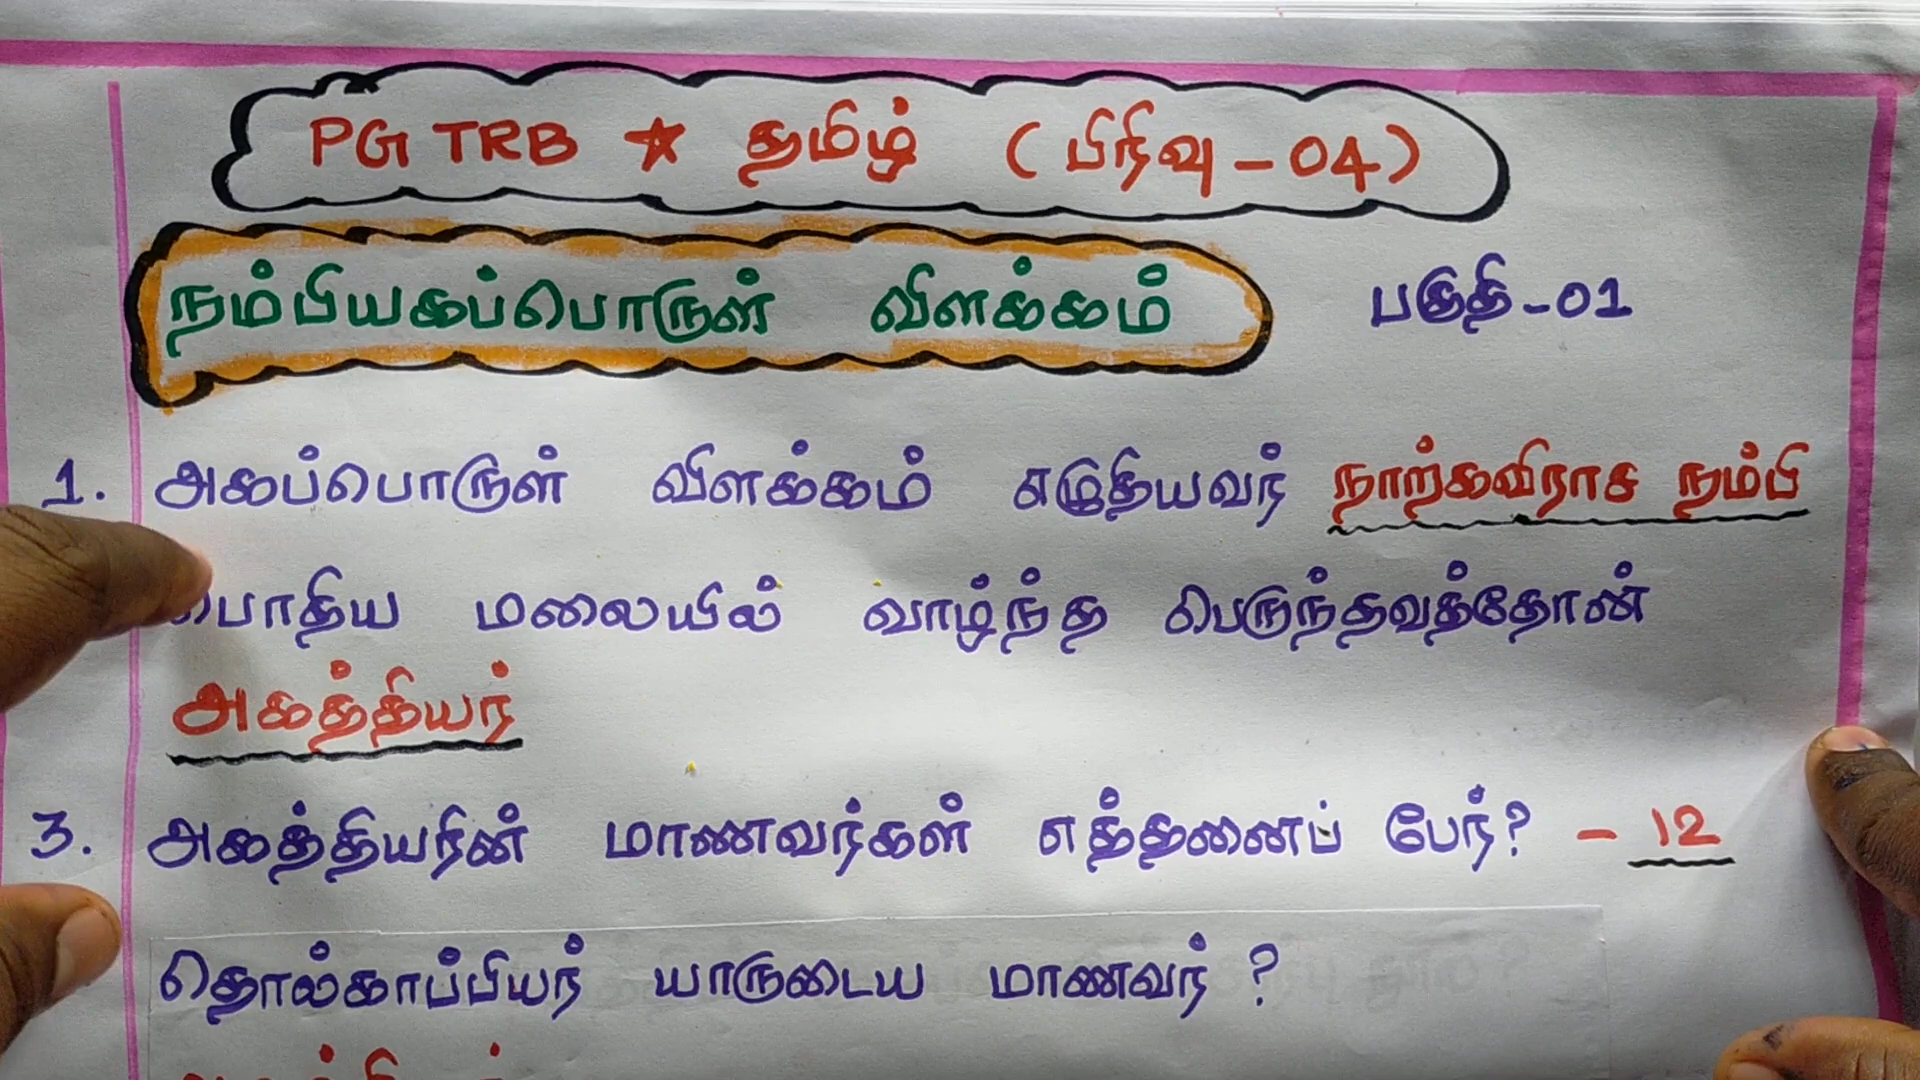 PG TRB ★ தமிழ் (பிரிவு - 04)
நம்பியகப்பொருள் விளக்கம்
பகுதி - 01
1. அகப்பொருள் விளக்கம் எழுதியவர் நாற்கவிராச நம்பி
பொதிய மலையில் வாழ்ந்த பெருந்தவத்தோன்
அகத்தியர்
3. அகத்தியரின் மாணவர்கள் எத்தனைப் பேர்? - 12
தொல்காப்பியர் யாருடைய மாணவர் ?